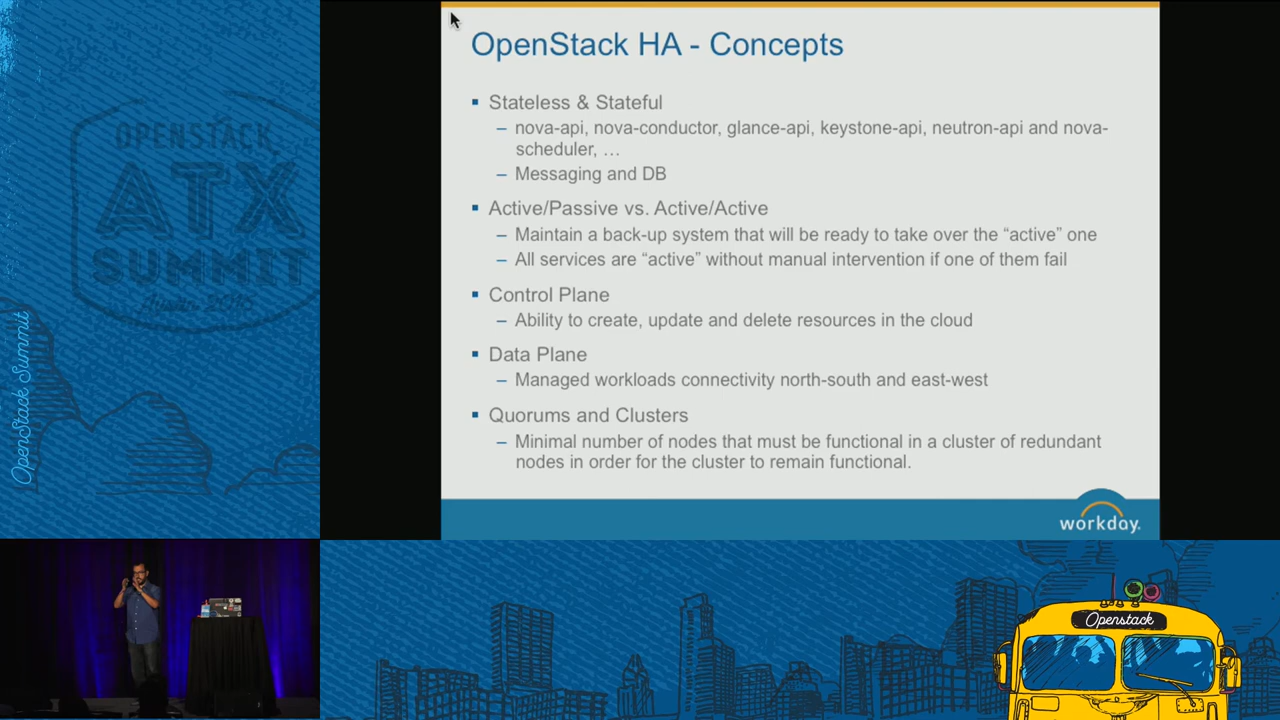 OPENSTACK
ATX
SUMMIT
Austin 2016
OpenStack Summit
OpenStack HA - Concepts
▪ Stateless & Stateful
– nova-api, nova-conductor, glance-api, keystone-api, neutron-api and nova-
scheduler, …
– Messaging and DB
▪ Active/Passive vs. Active/Active
– Maintain a back-up system that will be ready to take over the “active” one
– All services are “active” without manual intervention if one of them fail
▪ Control Plane
– Ability to create, update and delete resources in the cloud
▪ Data Plane
– Managed workloads connectivity north-south and east-west
▪ Quorums and Clusters
– Minimal number of nodes that must be functional in a cluster of redundant
nodes in order for the cluster to remain functional.
workday.
Openstack